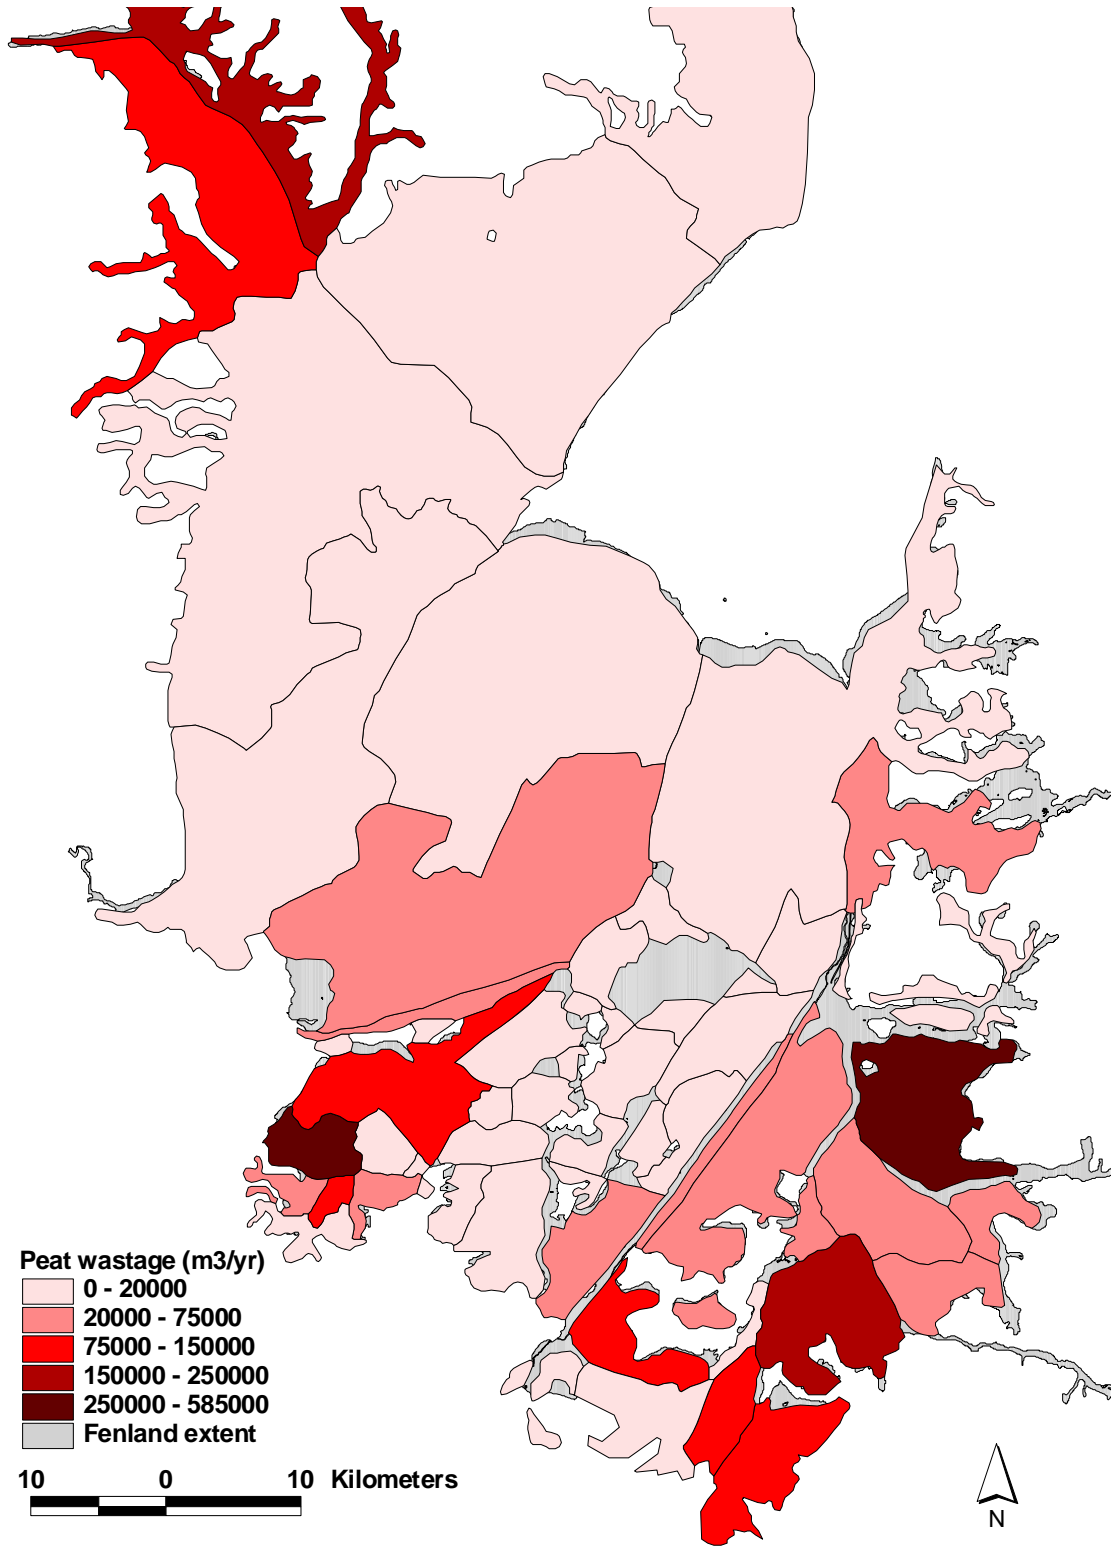 Peat wastage (m3/yr)
0 - 20000
20000 - 75000
75000 - 150000
150000 - 250000
250000 - 585000
Fenland extent
10 0 10 Kilometers
N